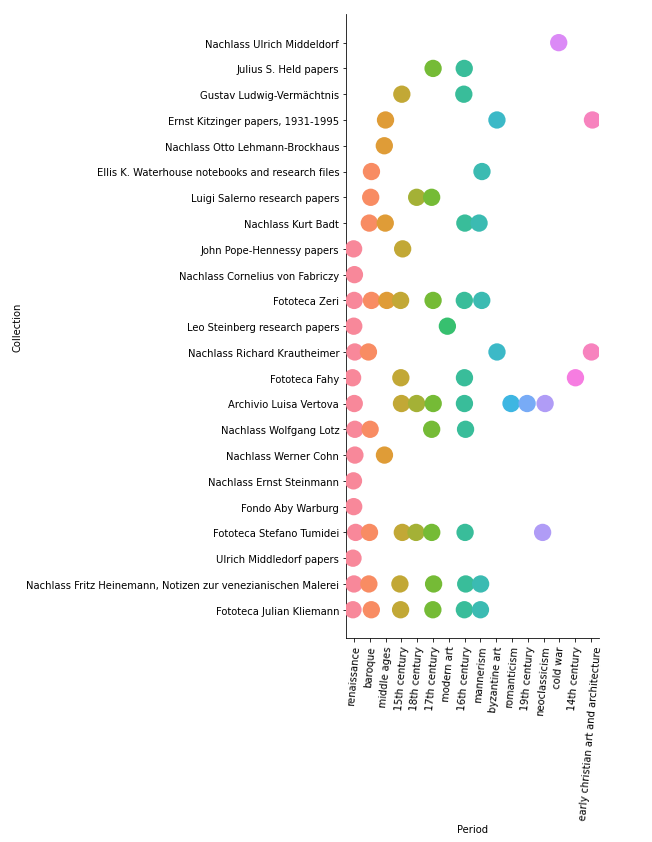 Nachlass Ulrich Middeldorf
Julius S. Held papers
Gustav Ludwig-Vermächtnis
Ernst Kitzinger papers, 1931-1995
Nachlass Otto Lehmann-Brockhaus
Ellis K. Waterhouse notebooks and research files
Luigi Salerno research papers
Nachlass Kurt Badt
John Pope-Hennessy papers
Nachlass Cornelius von Fabriczy
Fototeca Zeri
Leo Steinberg research papers
Nachlass Richard Krautheimer
Fototeca Fahy
Archivio Luisa Vertova
Nachlass Wolfgang Lotz
Nachlass Werner Cohn
Nachlass Ernst Steinmann
Fondo Aby Warburg
Fototeca Stefano Tumidei
Ulrich Middledorf papers
Nachlass Fritz Heinemann, Notizen zur venezianischen Malerei
Fototeca Julian Kliemann
Collection
renaissance
baroque
middle ages
15th century
18th century
17th century
modern art
16th century
mannerism
byzantine art
romanticism
19th century
neoclassicism
cold war
14th century
early christian art and architecture
Period